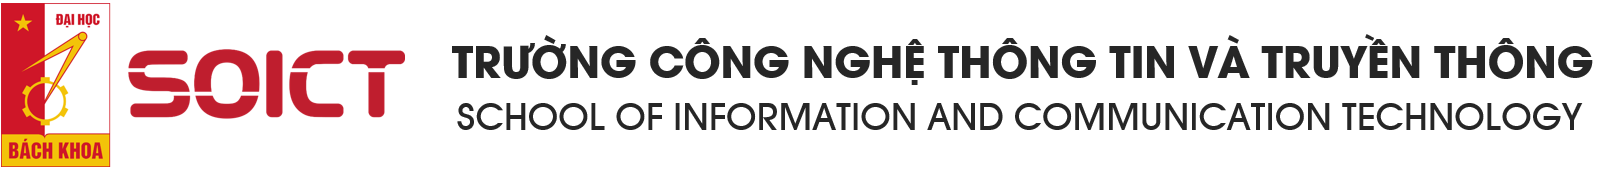 ĐẠI HỌC
BÁCH KHOA
SOICT
TRƯỜNG CÔNG NGHỆ THÔNG TIN VÀ TRUYỀN THÔNG
SCHOOL OF INFORMATION AND COMMUNICATION TECHNOLOGY